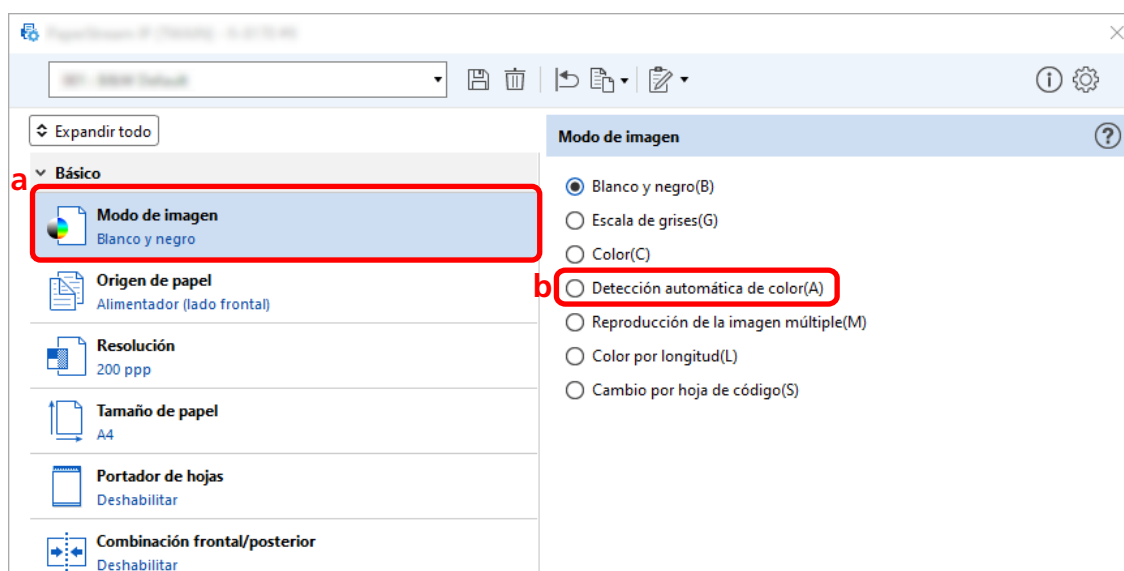 Expandir todo
Básico
a
Modo de imagen
Blanco y negro
Origen de papel
Alimentador (lado frontal)
Resolución
200 ppp
Tamaño de papel
A4
Portador de hojas
Deshabilitar
Combinación frontal/posterior
Deshabilitar
Modo de imagen
Blanco y negro(B)
Escala de grises(G)
Color(C)
b
Detección automática de color(A)
Reproducción de la imagen múltiple(M)
Color por longitud(L)
Cambio por hoja de código(S)